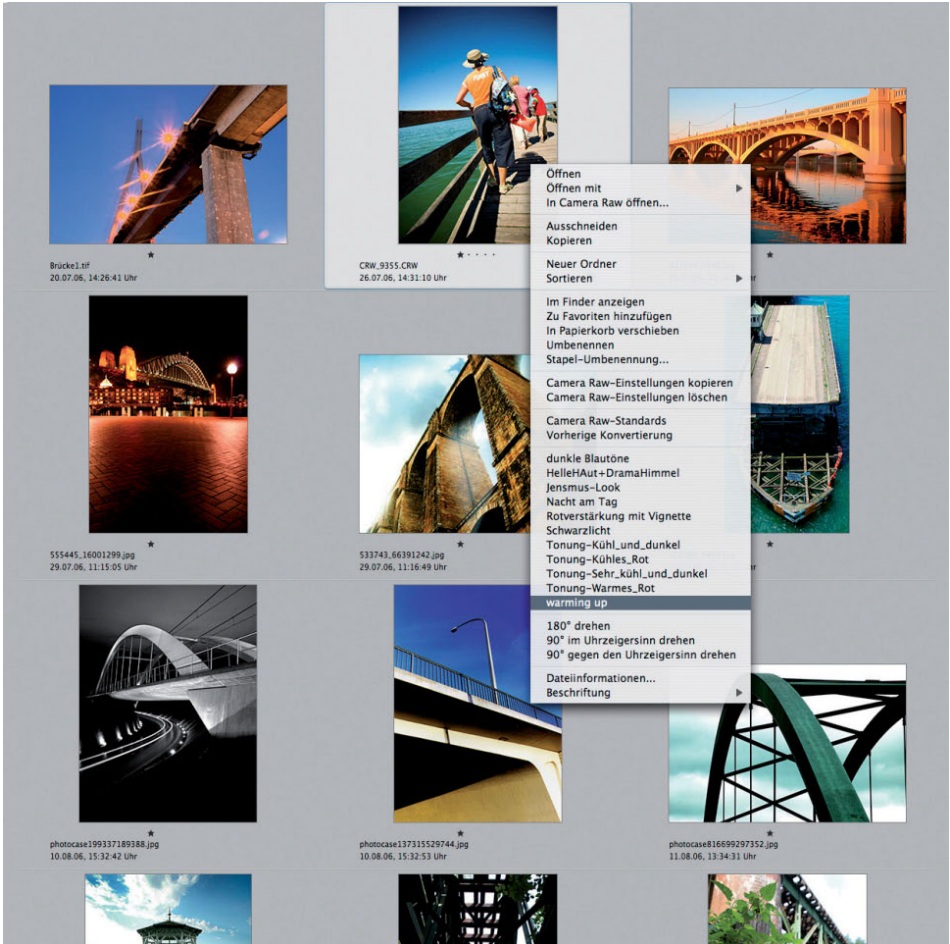 Brücke1.tif
20.07.06, 14:26:41 Uhr
CRW_9355.CRW
26.07.06, 14:31:10 Uhr
Öffnen
Öffnen mit
In Camera Raw öffnen...
Ausschneiden
Kopieren
Neuer Ordner
Sortieren
Im Finder anzeigen
Zu Favoriten hinzufügen
In Papierkorb verschieben
Umbenennen
Stapel-Umbenennung...
Camera Raw-Einstellungen kopieren
Camera Raw-Einstellungen löschen
Camera Raw-Standards
Vorherige Konvertierung
dunkle Blautöne
HelleHAut+DramaHimmel
Jensmus-Look
Nacht am Tag
Rotverstärkung mit Vignette
Schwarzlicht
Tonung-Kühl_und_dunkel
Tonung-Kühles_Rot
Tonung-Sehr_kühl_und_dunkel
Tonung-Warmes_Rot
warming up
180° drehen
90° im Uhrzeigersinn drehen
90° gegen den Uhrzeigersinn drehen
Dateiinformationen...
Beschriftung
555445_16001299.jpg
29.07.06, 11:15:05 Uhr
533743_66391242.jpg
29.07.06, 11:16:49 Uhr
photocase199337189388.jpg
10.08.06, 15:32:42 Uhr
photocase137315529744.jpg
10.08.06, 15:32:53 Uhr
photocase816699297352.jpg
11.08.06, 13:34:31 Uhr